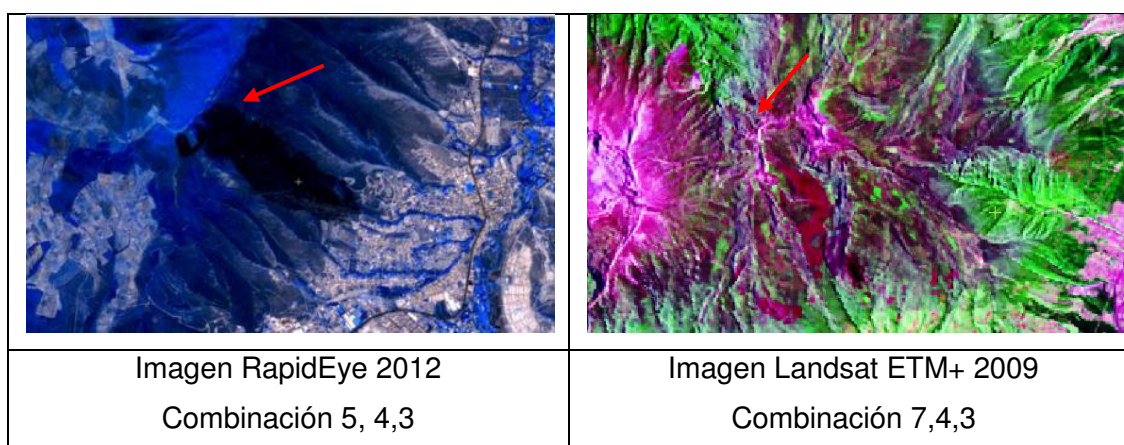 Imagen RapidEye 2012
Combinación 5, 4,3
Imagen Landsat ETM+ 2009
Combinación 7,4,3